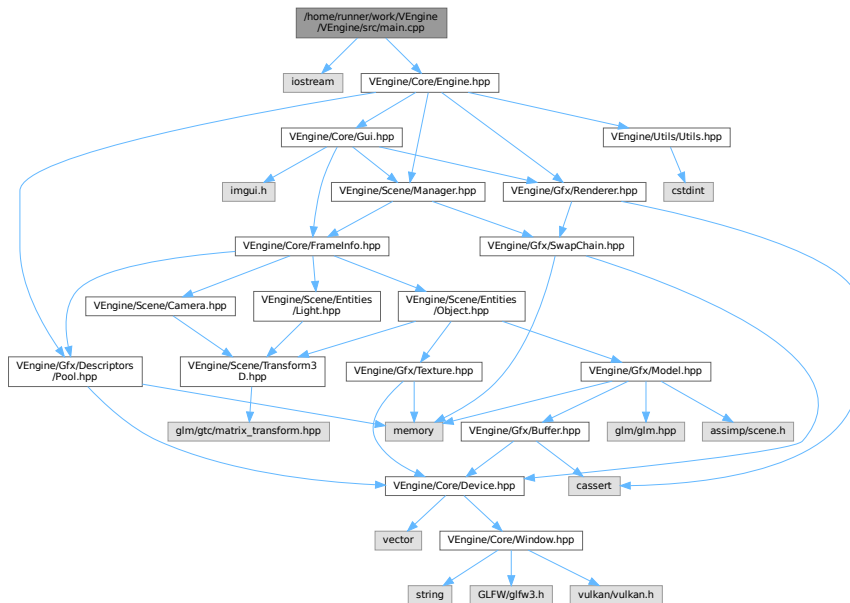 /home/runner/work/VEngine
/VEngine/src/main.cpp
iostream
VEngine/Core/Engine.hpp
VEngine/Core/Gui.hpp
VEngine/Utils/Utils.hpp
imgui.h
VEngine/Scene/Manager.hpp
VEngine/Gfx/Renderer.hpp
cstdint
VEngine/Core/FrameInfo.hpp
VEngine/Gfx/SwapChain.hpp
VEngine/Scene/Camera.hpp
VEngine/Scene/Entities
/Light.hpp
VEngine/Scene/Entities
/Object.hpp
VEngine/Gfx/Descriptors
/Pool.hpp
VEngine/Scene/Transform3
D.hpp
VEngine/Gfx/Texture.hpp
VEngine/Gfx/Model.hpp
glm/gtc/matrix_transform.hpp
memory
VEngine/Gfx/Buffer.hpp
glm/glm.hpp
assimp/scene.h
VEngine/Core/Device.hpp
cassert
vector
VEngine/Core/Window.hpp
string
GLFW/glfw3.h
vulkan/vulkan.h